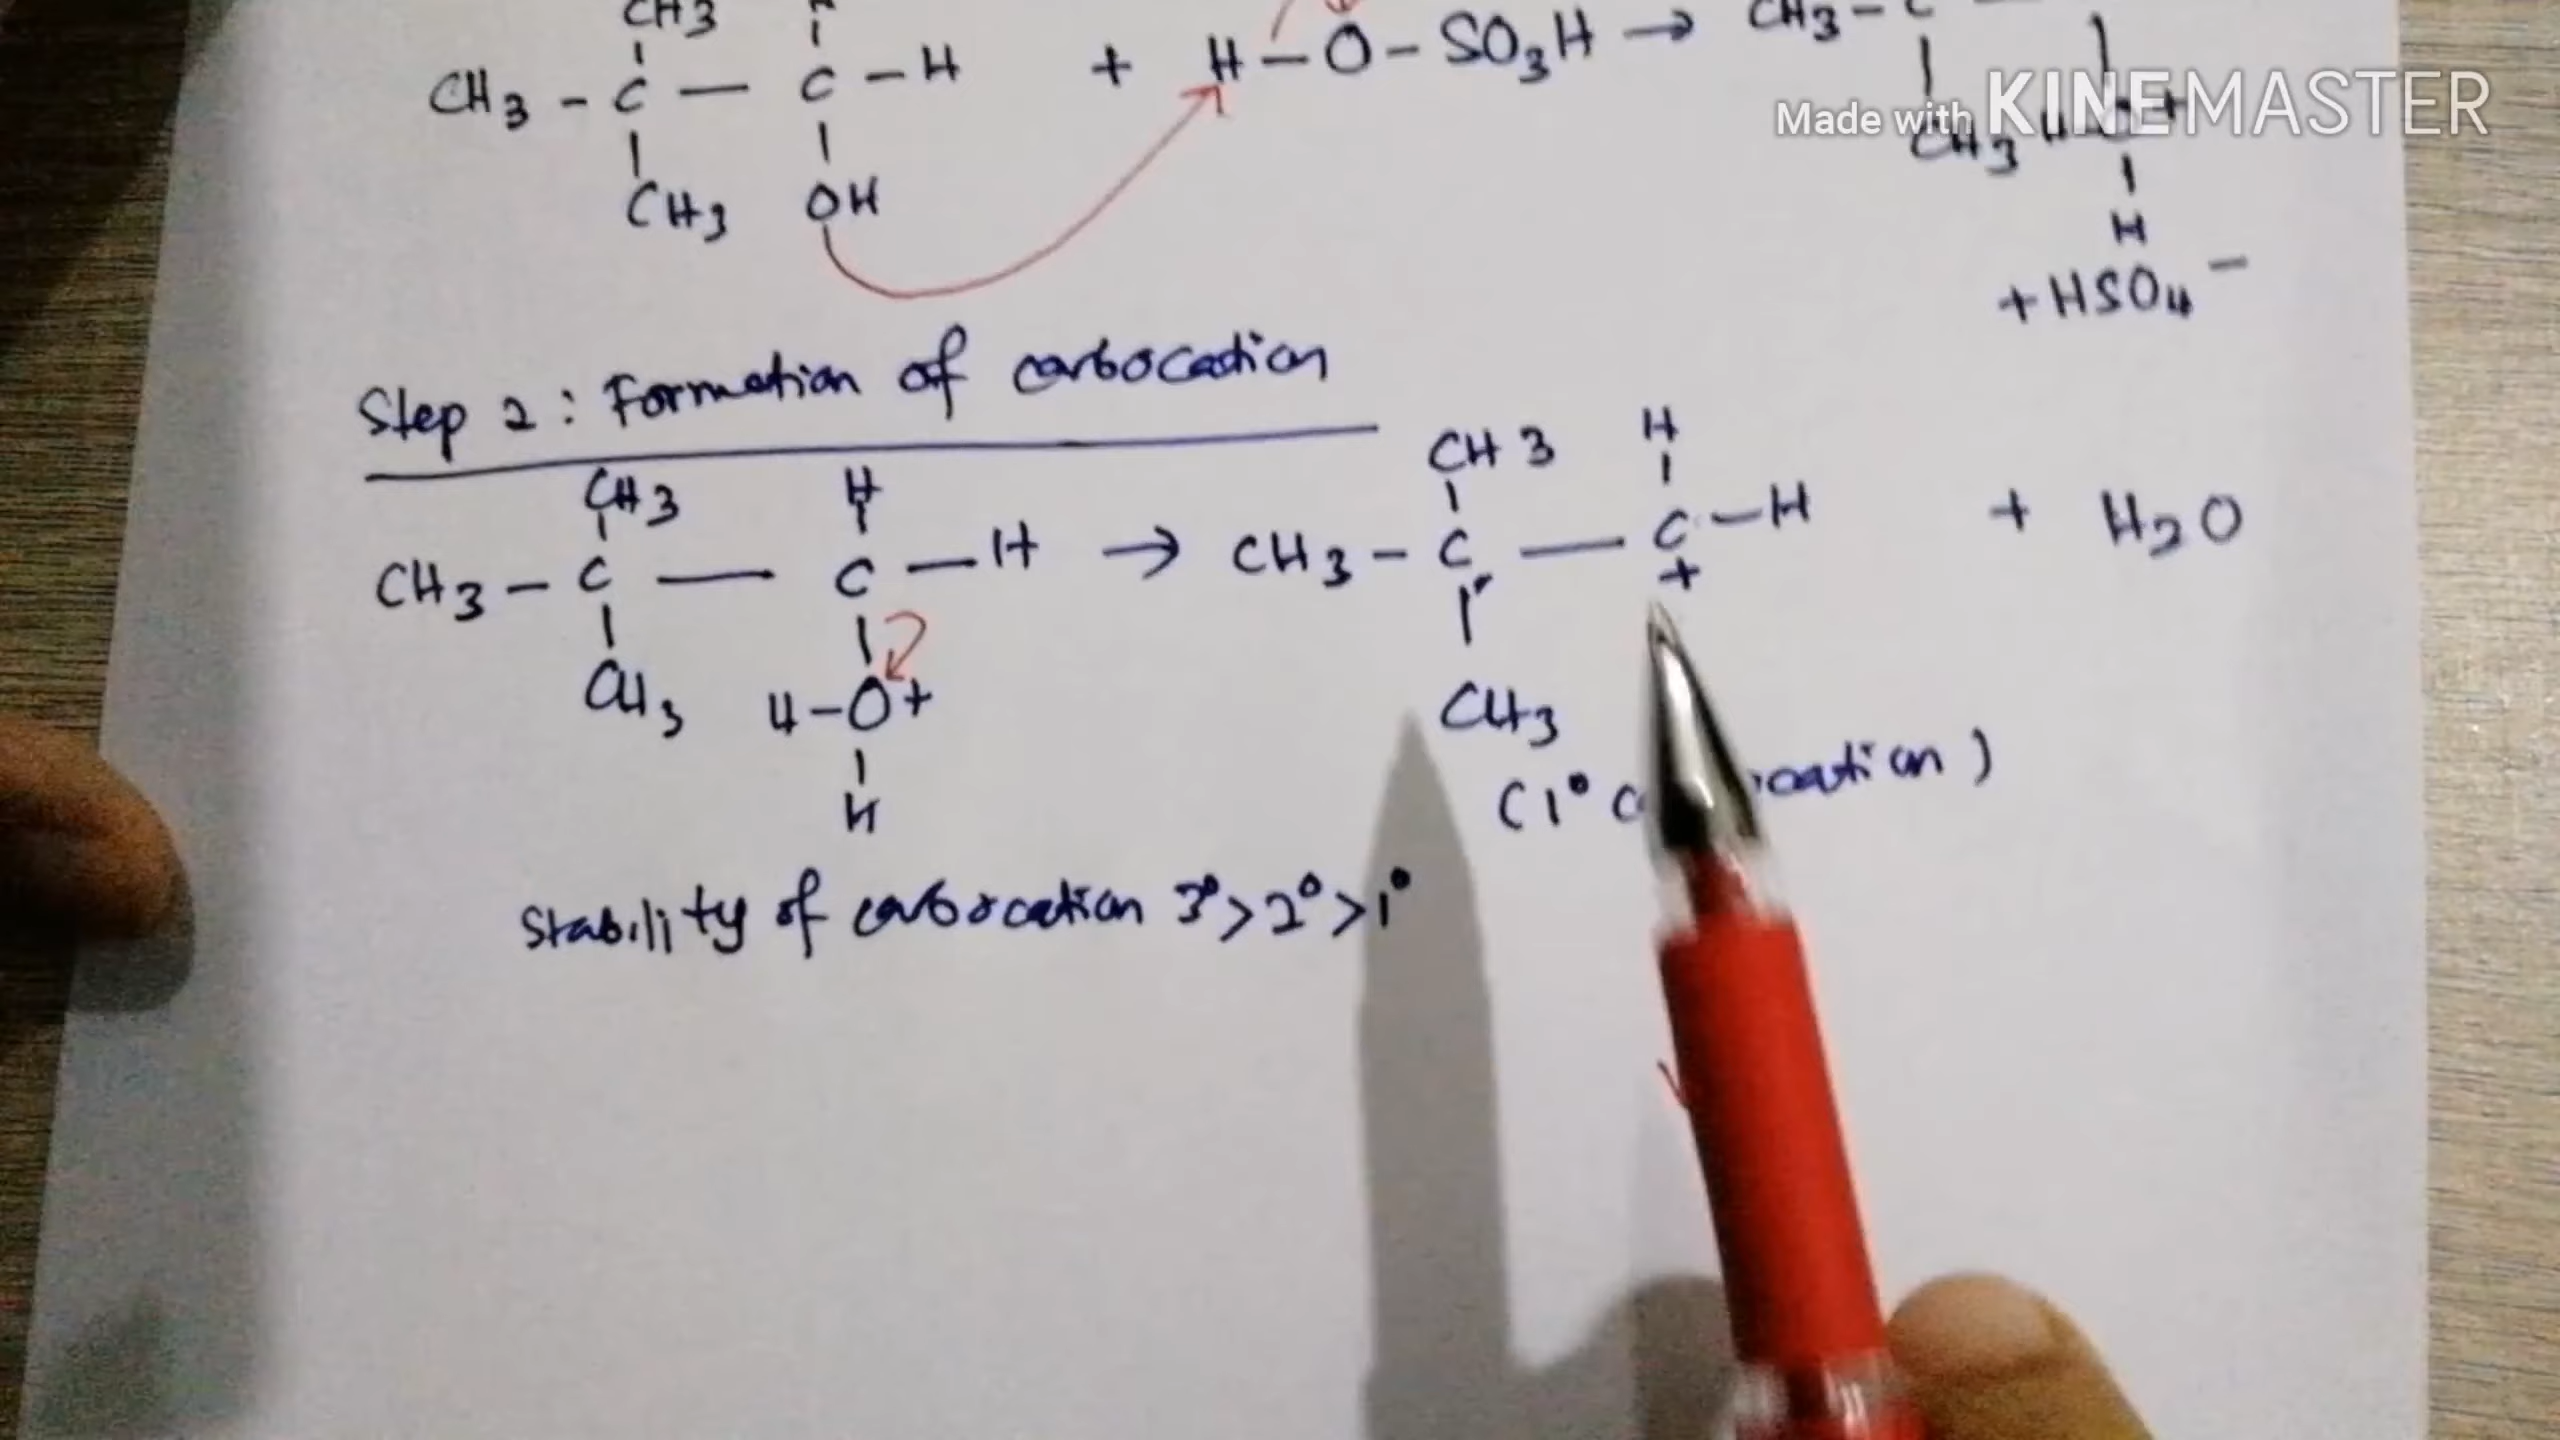 CH3
CH3 - C — C - H + H - O - SO3H → CH3 - C
CH3 OH CH3 H
H
+ HSO4 -
Made with KINEMASTER
Step 2 : Formation of carbocation
CH3 H CH3 H
CH3 - C — C - H → CH3 - C — C - H + H2O
+
CH3 H - O + CH3
H
(1° )
Stability of carbocation 3° > 2° > 1°